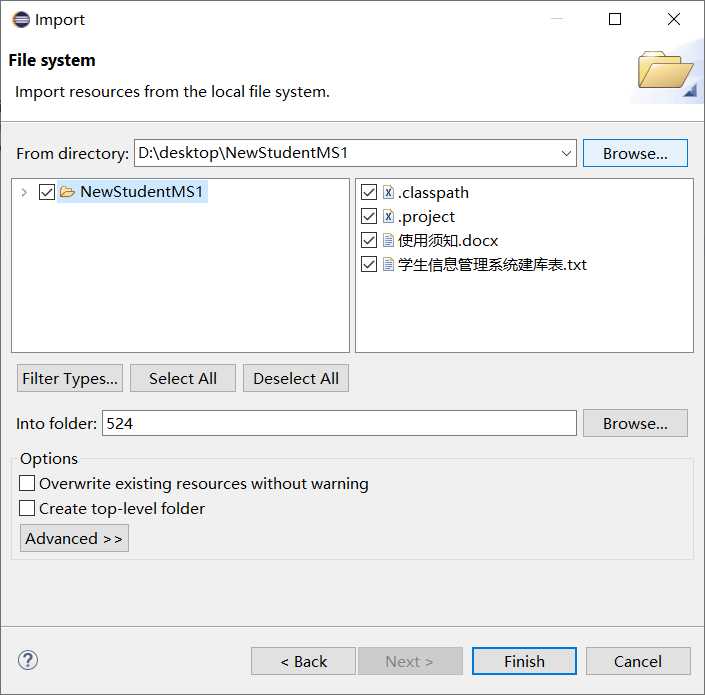 Import
File system
Import resources from the local file system.
From directory: D:\desktop\NewStudentMS1 Browse...
NewStudentMS1
.classpath
.project
使用须知.docx
学生信息管理系统建库表.txt
Filter Types... Select All Deselect All
Into folder: 524 Browse...
Options
Overwrite existing resources without warning
Create top-level folder
Advanced >>
< Back Next > Finish Cancel